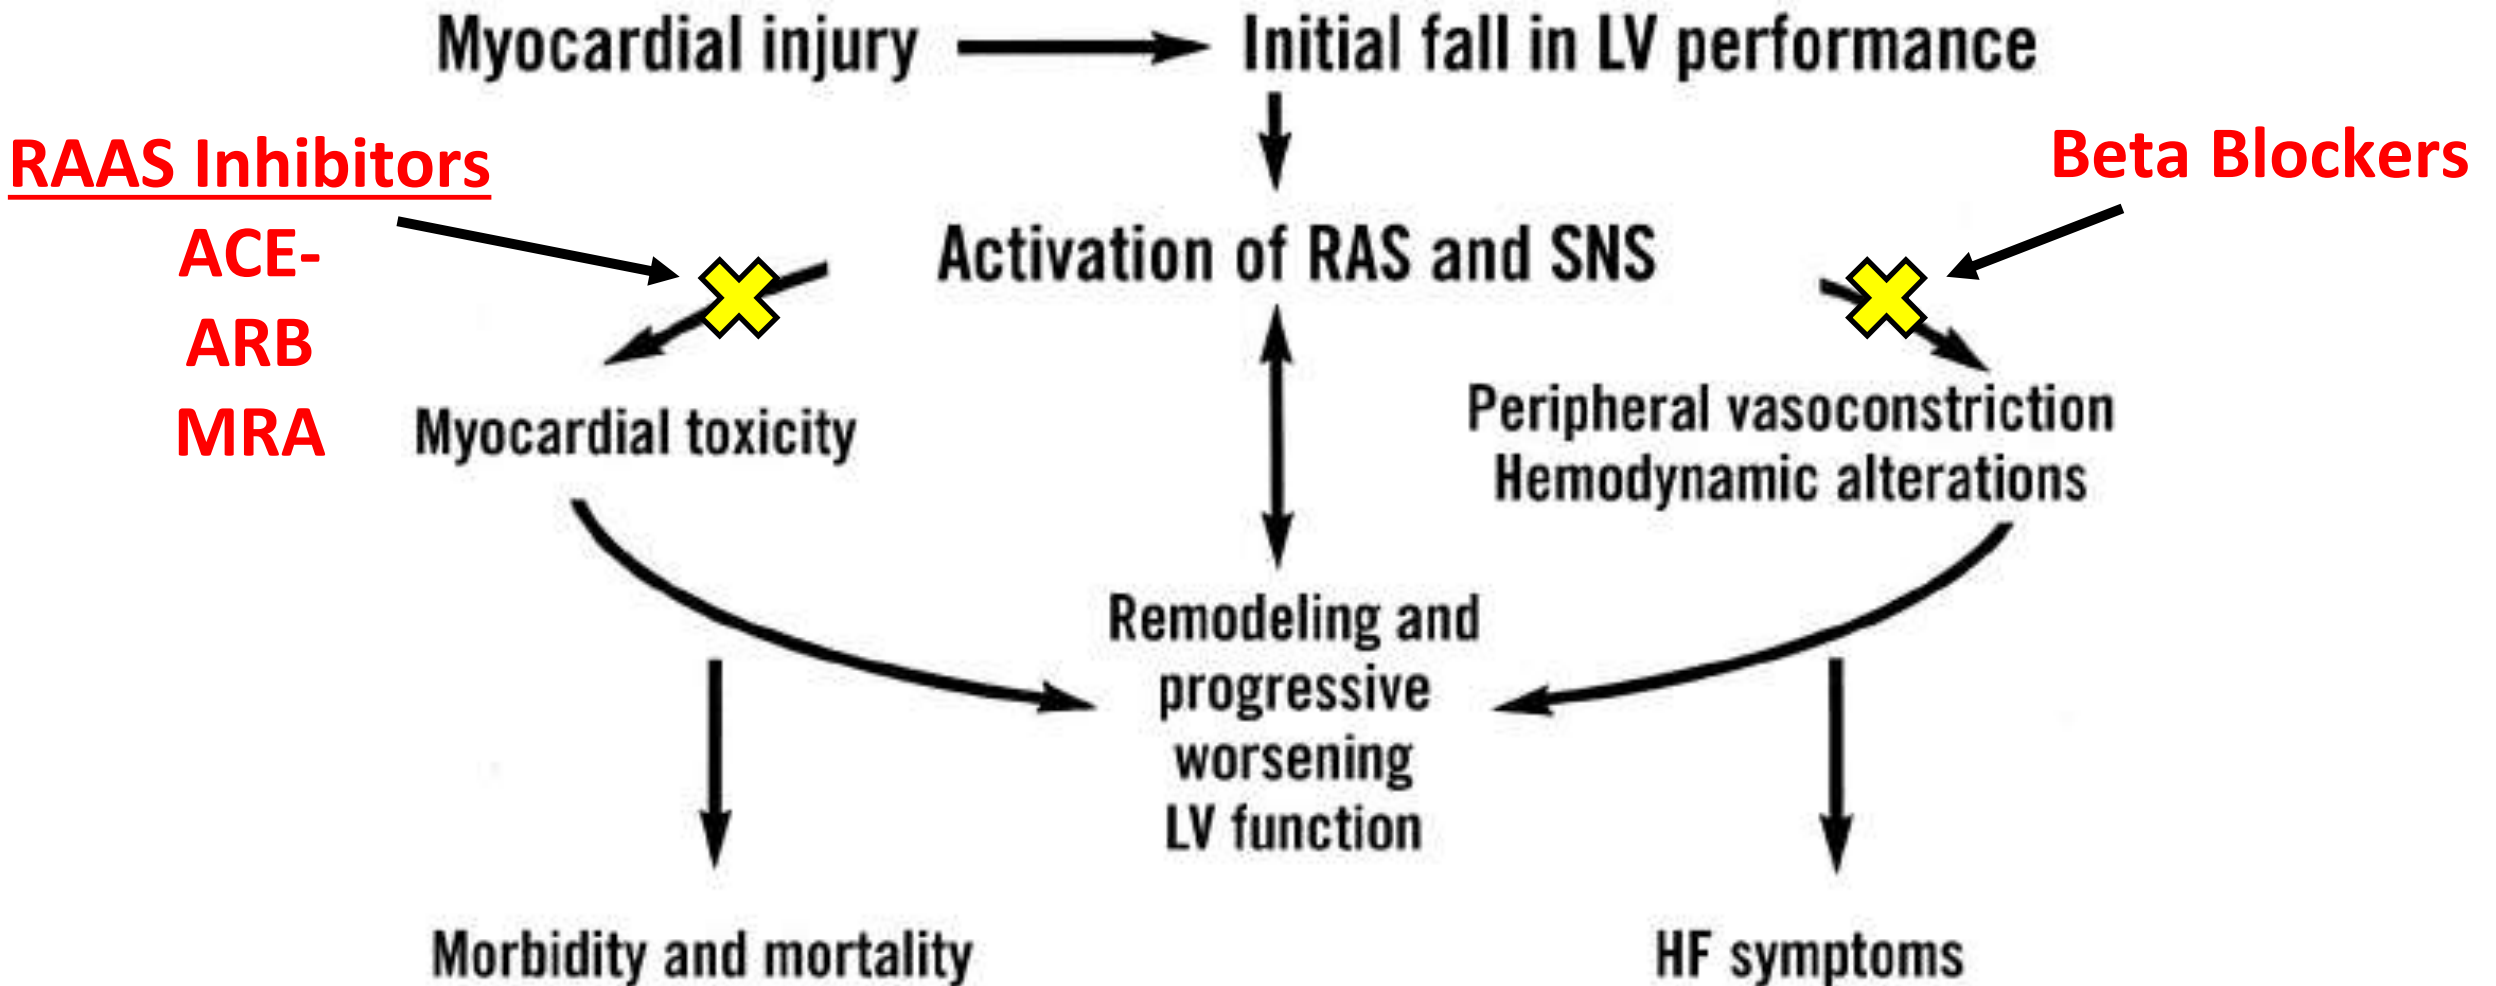 Myocardial injury
Initial fall in LV performance
RAAS Inhibitors
ACE-
ARB
MRA
Beta Blockers
Activation of RAS and SNS
Myocardial toxicity
Peripheral vasoconstriction
Hemodynamic alterations
Remodeling and
progressive
worsening
LV function
Morbidity and mortality
HF symptoms